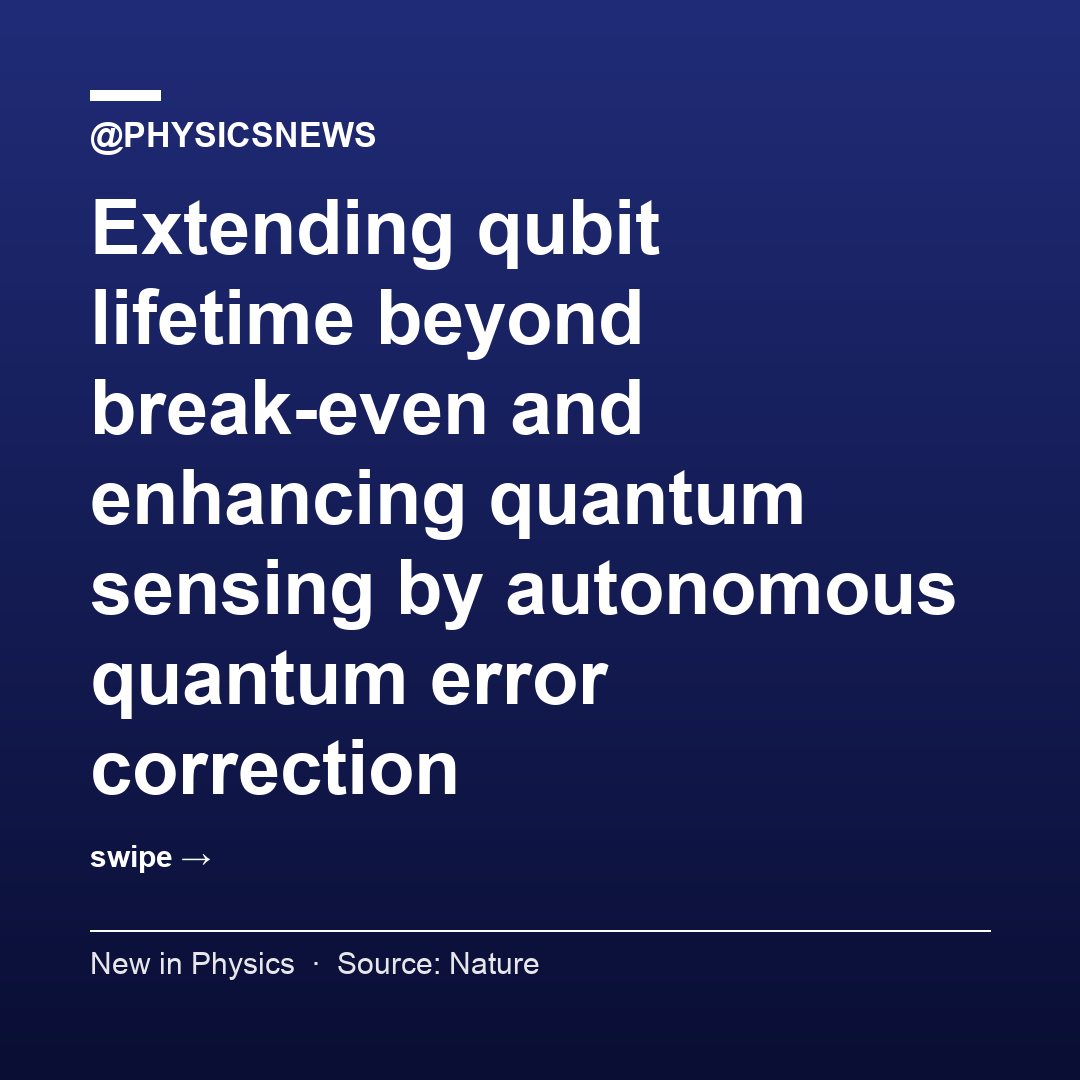 @PHYSICSNEWS
Extending qubit
lifetime beyond
break-even and
enhancing quantum
sensing by autonomous
quantum error
correction
swipe →
New in Physics · Source: Nature